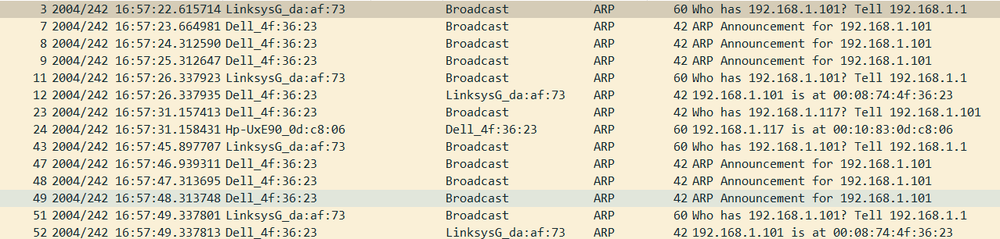 3 2004/242 16:57:22.615714 LinksysG_da:af:73 Broadcast ARP 60 Who has 192.168.1.101? Tell 192.168.1.1
7 2004/242 16:57:23.664981 Dell_4f:36:23 Broadcast ARP 42 ARP Announcement for 192.168.1.101
8 2004/242 16:57:24.312590 Dell_4f:36:23 Broadcast ARP 42 ARP Announcement for 192.168.1.101
9 2004/242 16:57:25.312647 Dell_4f:36:23 Broadcast ARP 42 ARP Announcement for 192.168.1.101
11 2004/242 16:57:26.337923 LinksysG_da:af:73 Broadcast ARP 60 Who has 192.168.1.101? Tell 192.168.1.1
12 2004/242 16:57:26.337935 Dell_4f:36:23 LinksysG_da:af:73 ARP 42 192.168.1.101 is at 00:08:74:4f:36:23
23 2004/242 16:57:31.157413 Dell_4f:36:23 Broadcast ARP 42 Who has 192.168.1.117? Tell 192.168.1.101
24 2004/242 16:57:31.158431 Hp-UxE90_0d:c8:06 Dell_4f:36:23 ARP 60 192.168.1.117 is at 00:10:83:0d:c8:06
43 2004/242 16:57:45.897707 LinksysG_da:af:73 Broadcast ARP 60 Who has 192.168.1.101? Tell 192.168.1.1
47 2004/242 16:57:46.939311 Dell_4f:36:23 Broadcast ARP 42 ARP Announcement for 192.168.1.101
48 2004/242 16:57:47.313695 Dell_4f:36:23 Broadcast ARP 42 ARP Announcement for 192.168.1.101
49 2004/242 16:57:48.313748 Dell_4f:36:23 Broadcast ARP 42 ARP Announcement for 192.168.1.101
51 2004/242 16:57:49.337801 LinksysG_da:af:73 Broadcast ARP 60 Who has 192.168.1.101? Tell 192.168.1.1
52 2004/242 16:57:49.337813 Dell_4f:36:23 LinksysG_da:af:73 ARP 42 192.168.1.101 is at 00:08:74:4f:36:23